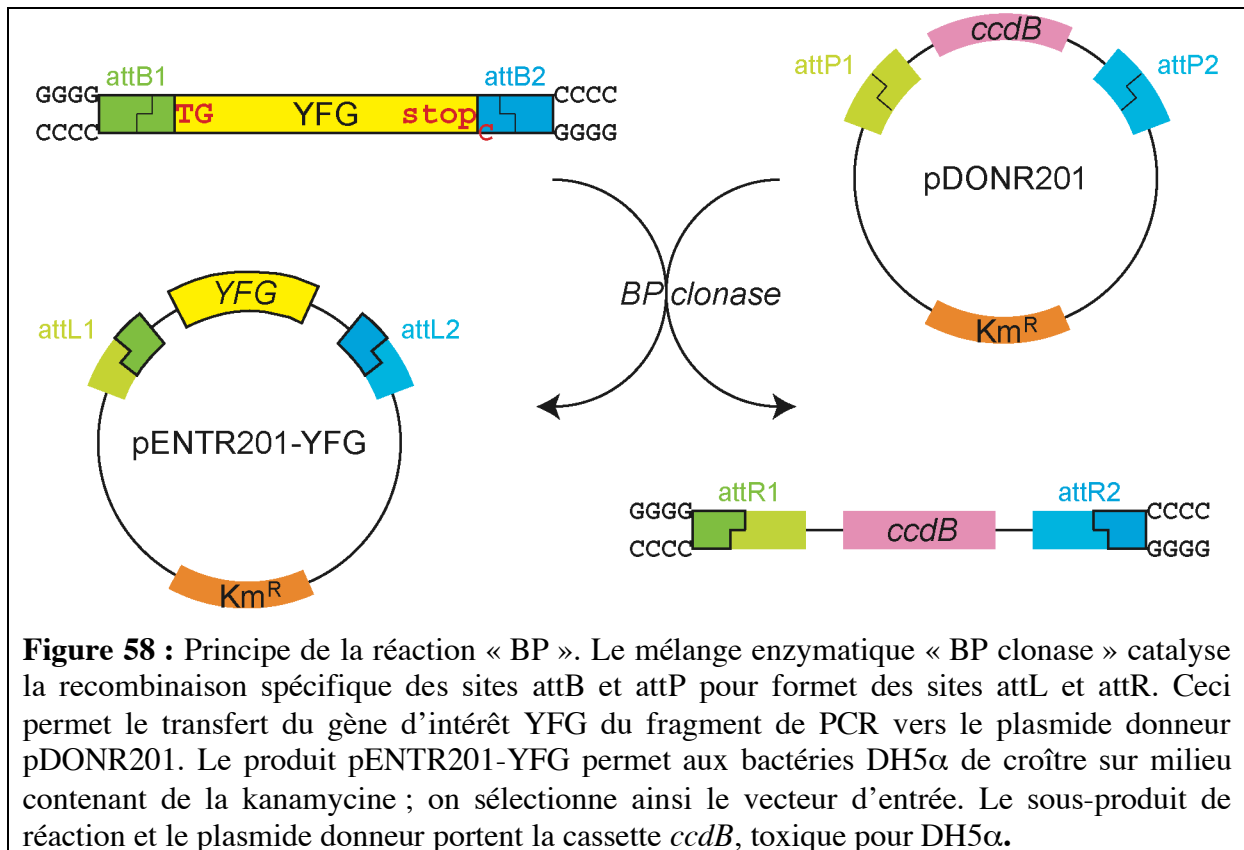 ccdB
attB1
attB2
attP1
attP2
GGGG
CCCC
TG
YFG
stop
C
CCCC
GGGG
pDONR201
BP clonase
YFG
attL1
attL2
Km^R
pENTR201-YFG
attR1
attR2
GGGG
CCCC
ccdB
CCCC
GGGG
Km^R
Figure 58 : Principe de la réaction « BP ». Le mélange enzymatique « BP clonase » catalyse
la recombinaison spécifique des sites attB et attP pour formet des sites attL et attR. Ceci
permet le transfert du gène d'intérêt YFG du fragment de PCR vers le plasmide donneur
pDONR201. Le produit pENTR201-YFG permet aux bactéries DH5α de croître sur milieu
contenant de la kanamycine ; on sélectionne ainsi le vecteur d'entrée. Le sous-produit de
réaction et le plasmide donneur portent la cassette ccdB, toxique pour DH5α.